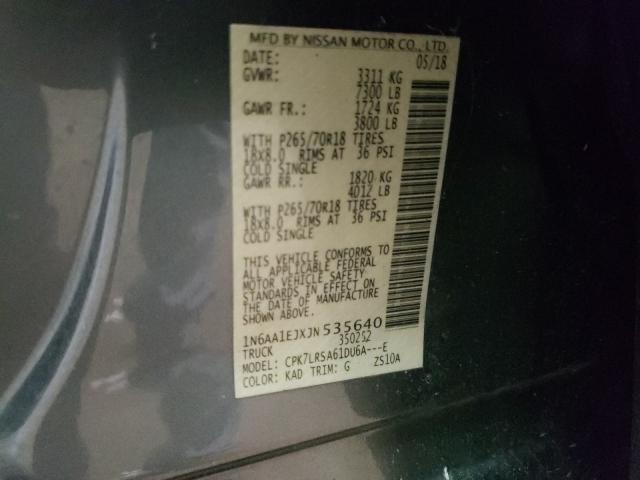 MFD BY NISSAN MOTOR CO., LTD.
DATE: 05/18
GVWR: 3311 KG
7300 LB
GAWR FR.: 1724 KG
3800 LB
WITH P265/70R18 TIRES
18X8.0 RIMS AT 36 PSI
COLD SINGLE
GAWR RR.: 1820 KG
4012 LB
WITH P265/70R18 TIRES
18X8.0 RIMS AT 36 PSI
COLD SINGLE
THIS VEHICLE CONFORMS TO
ALL APPLICABLE FEDERAL
MOTOR VEHICLE SAFETY
STANDARDS IN EFFECT ON
THE DATE OF MANUFACTURE
SHOWN ABOVE.
1N6AA1EJXJN535640
TRUCK 350252
MODEL: CPK7LRSA61DU6A---E
COLOR: KAD TRIM: G ZS10A